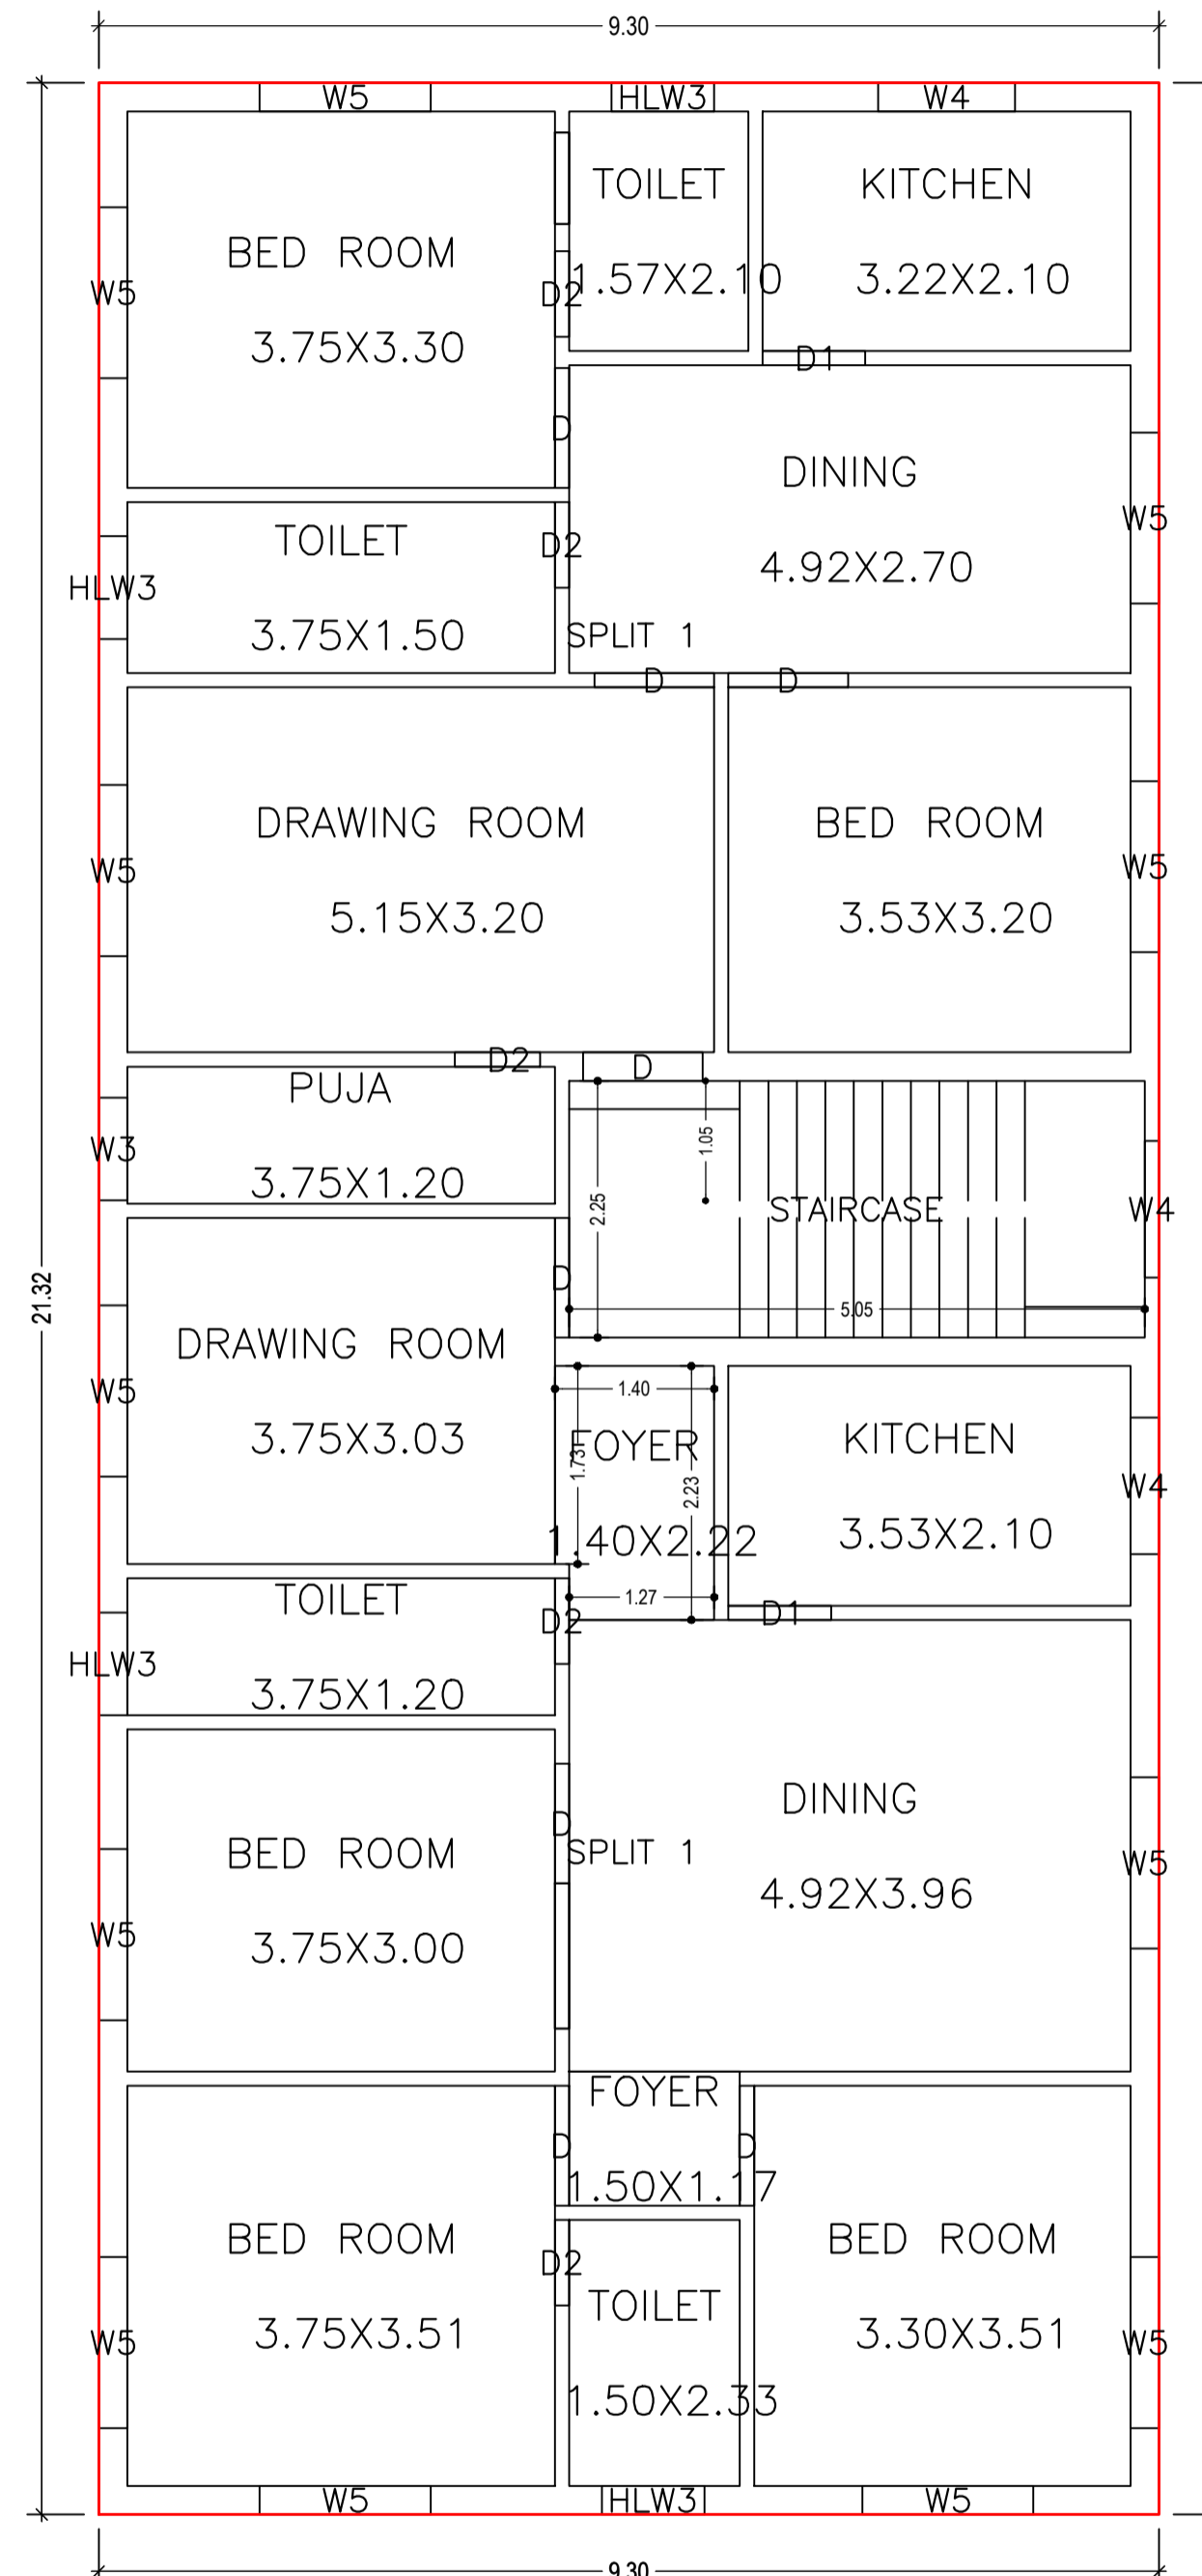 9.30
W5
HLW3
W4
TOILET
KITCHEN
BED ROOM
1.57X2.10
3.22X2.10
W5
D2
3.75X3.30
D1
D
DINING
W5
TOILET
D2
4.92X2.70
HLW3
3.75X1.50
SPLIT 1
D
D
DRAWING ROOM
BED ROOM
W5
W5
5.15X3.20
3.53X3.20
D2
D
PUJA
1.05
W3
3.75X1.20
2.25
STAIRCASE
W4
D
21.32
5.05
DRAWING ROOM
W5
1.40
FOYER
KITCHEN
3.75X3.03
1.73
2.23
W4
1.40X2.22
3.53X2.10
TOILET
1.27
D2
D1
HLW3
3.75X1.20
DINING
D
BED ROOM
SPLIT 1
W5
4.92X3.96
W5
3.75X3.00
FOYER
D
D
1.50X1.17
BED ROOM
BED ROOM
D2
TOILET
3.75X3.51
3.30X3.51
W5
W5
1.50X2.33
W5
HLW3
W5
9.30